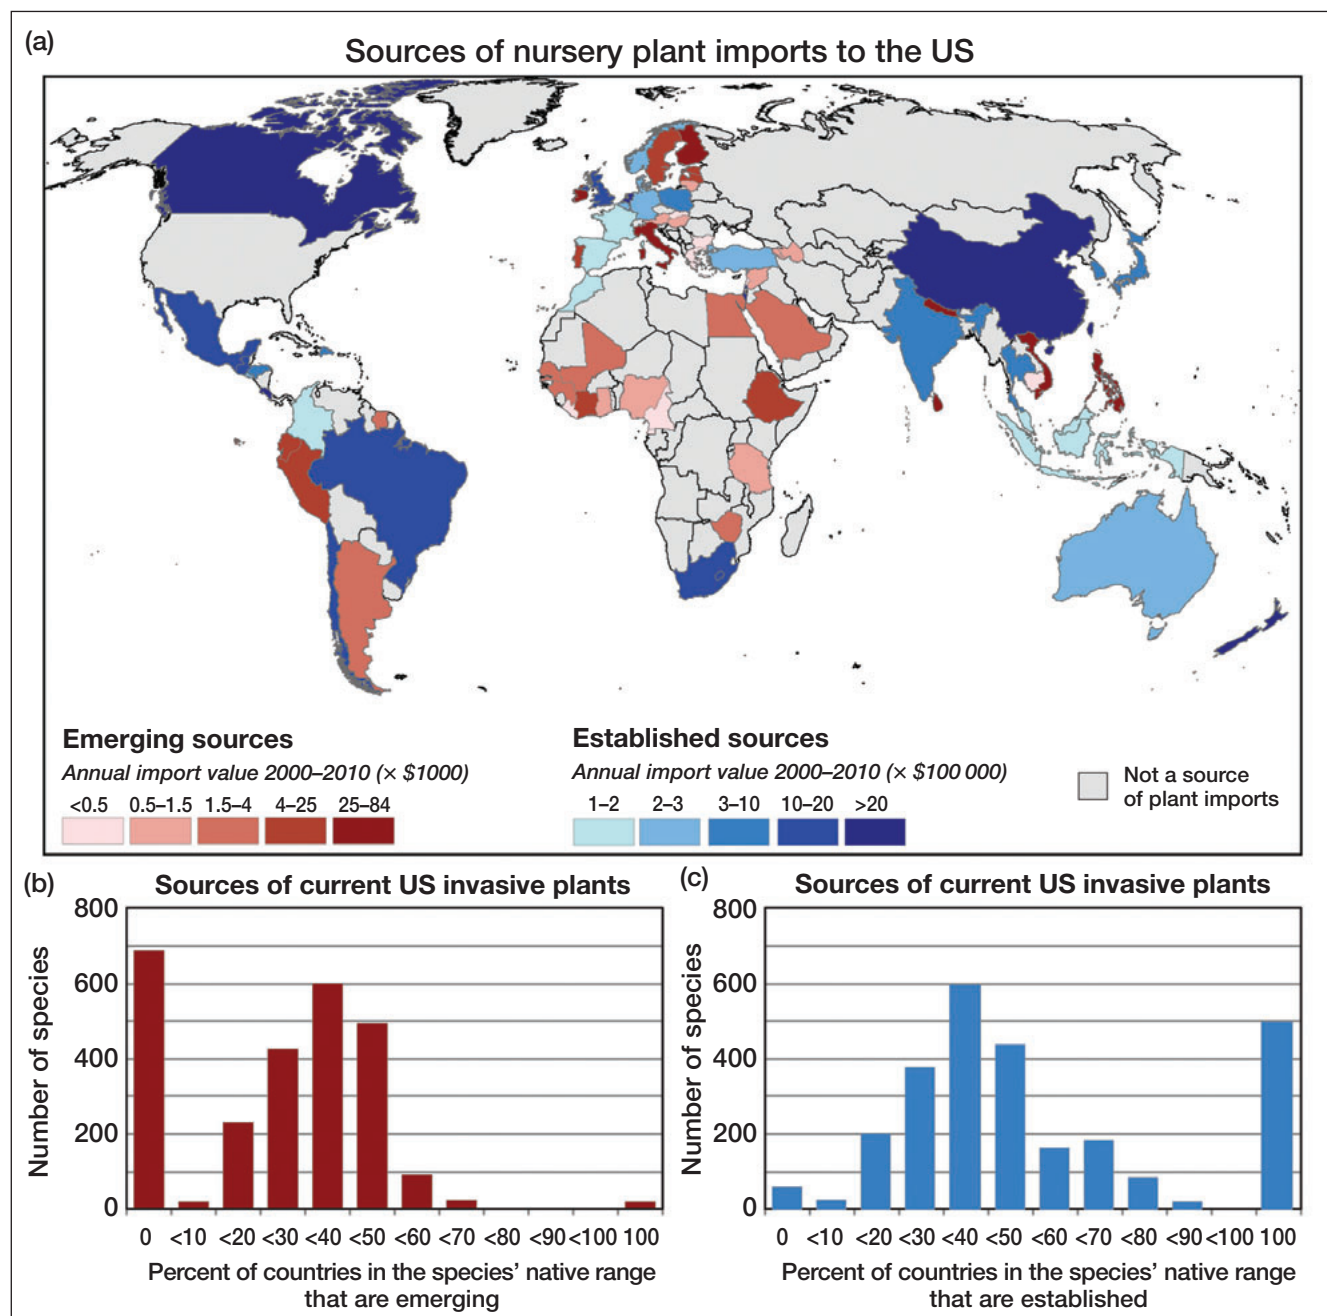 (a)
Sources of nursery plant imports to the US
Emerging sources
Annual import value 2000–2010 (× $1000)
<0.5 0.5–1.5 1.5–4 4–25 25–84
Established sources
Annual import value 2000–2010 (× $100 000)
1–2 2–3 3–10 10–20 >20
Not a source
of plant imports
(b)
Sources of current US invasive plants
Number of species
800
600
400
200
0
0 <10 <20 <30 <40 <50 <60 <70 <80 <90 <100 100
Percent of countries in the species’ native range
that are emerging
(c)
Sources of current US invasive plants
Number of species
800
600
400
200
0
0 <10 <20 <30 <40 <50 <60 <70 <80 <90 <100 100
Percent of countries in the species’ native range
that are established